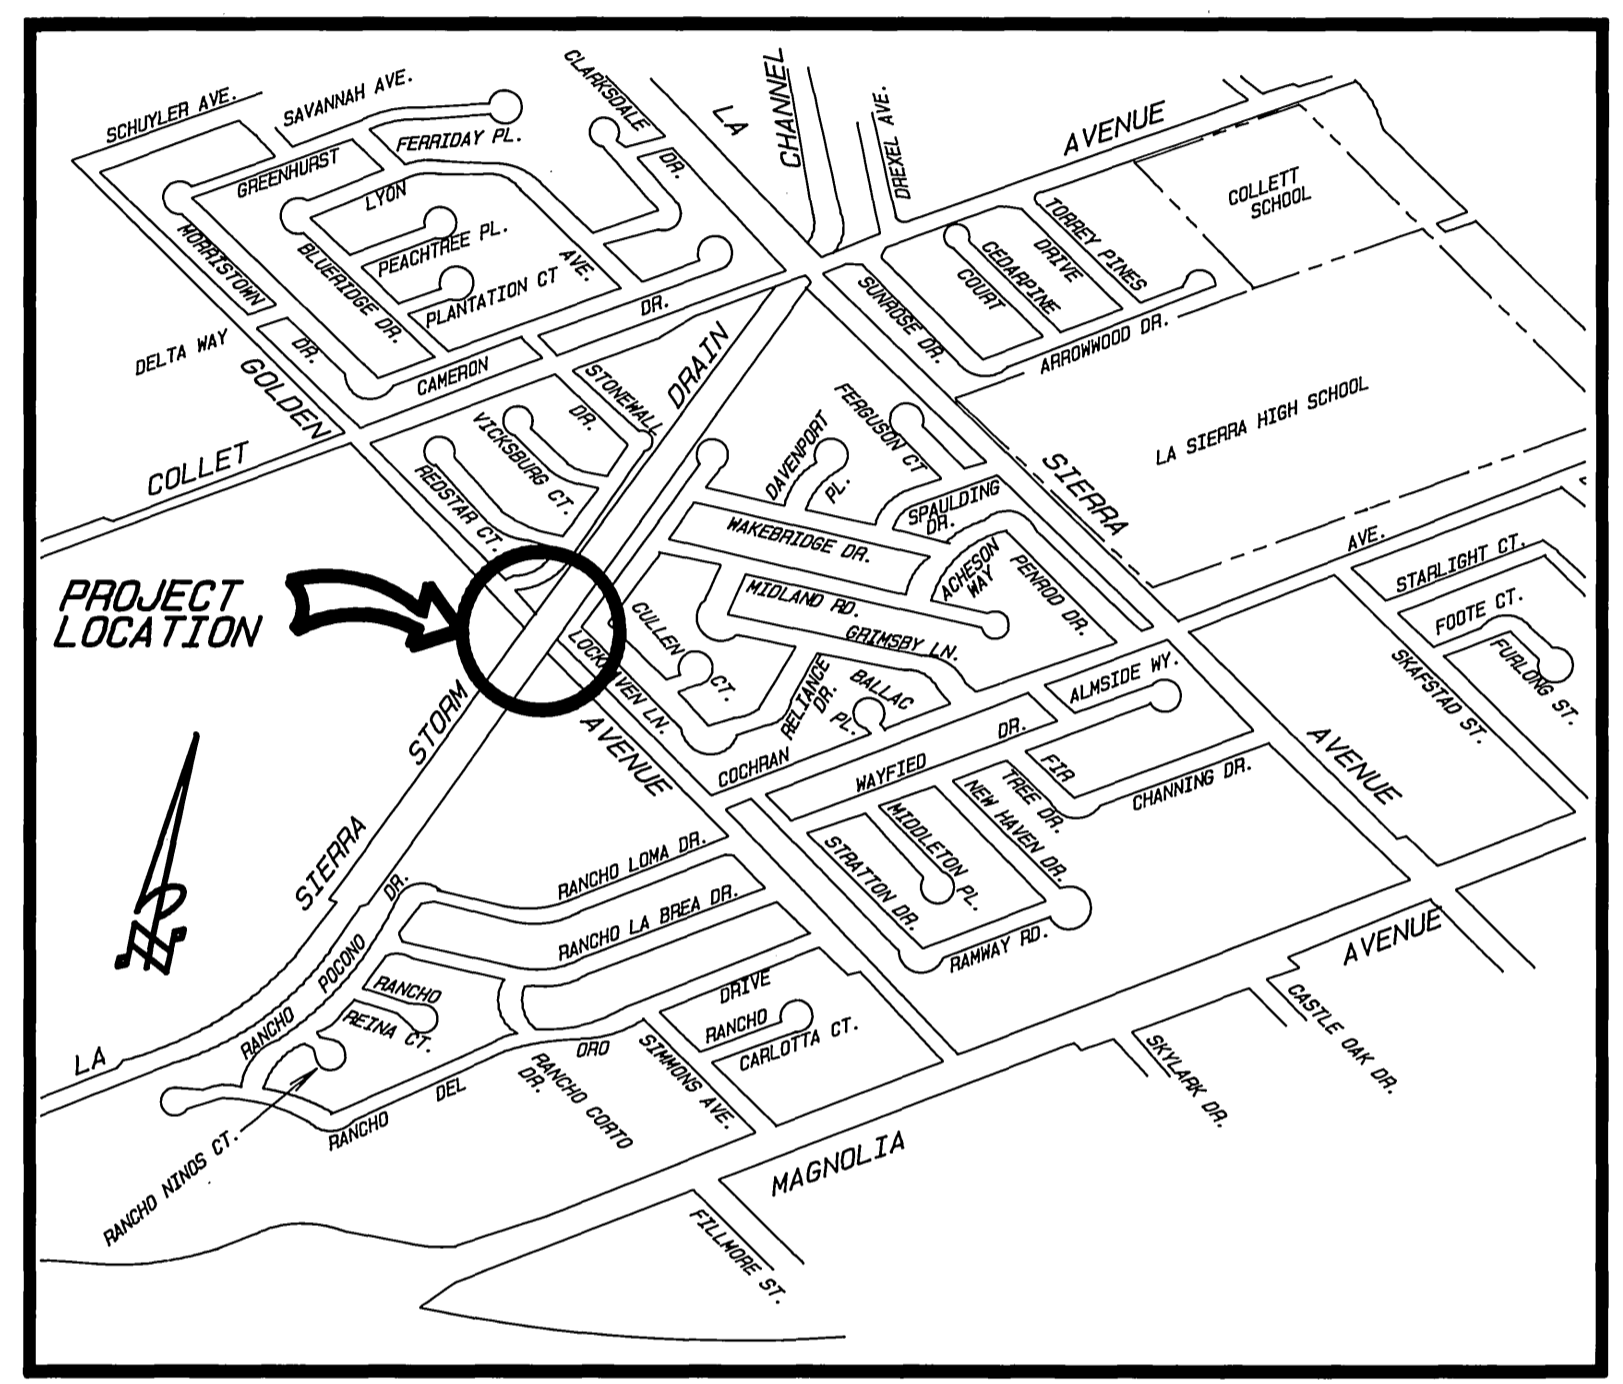 SCHUYLER AVE.
SAVANNAH AVE.
CLARKSDALE
DR.
LA
CHANNEL
DREXEL AVE.
AVENUE
FERRIDAY PL.
GREENHURST
LYON
AVE.
MORRISTOWN
DR.
BLUERIDGE DR.
PEACHTREE PL.
PLANTATION CT
COLLETT
SCHOOL
TORREY PINES
DRIVE
CEDARPINE
COURT
SUNROSE DR.
ARROWWOOD DR.
DELTA WAY
GOLDEN
CAMERON
DR.
COLLET
STONEWALL
DR.
DRAIN
VICKSBURG CT.
REDSTAR CT.
FERGUSON CT
DAVENPORT
PL.
LA SIERRA HIGH SCHOOL
SIERRA
SPAULDING
DR.
WAKEBRIDGE DR.
ACHESON
WAY
PENROD DR.
AVE.
STARLIGHT CT.
FOOTE CT.
FURLONG ST.
SKAFSTAD ST.
PROJECT
LOCATION
MIDLAND RD.
GRIMSBY LN.
CULLEN
CT.
LOCKHAVEN LN.
RELIANCE
DR.
BALLAC
PL.
ALMSIDE WY.
STORM
AVENUE
COCHRAN
DR.
WAYFIED
FIR
TREE DR.
CHANNING DR.
AVENUE
NEW HAVEN DR.
MIDDLETON PL.
STRATTON DR.
RAMWAY RD.
SIERRA
RANCHO LOMA DR.
RANCHO LA BREA DR.
DR.
POCONO
RANCHO
RANCHO
REINA CT.
DRIVE
RANCHO
CARLOTTA CT.
AVENUE
CASTLE OAK DR.
SKYLARK DR.
LA
ORO
DEL
RANCHO
RANCHO CORTO
DR.
SIMMONS AVE.
RANCHO NINOS CT.
MAGNOLIA
FILLMORE ST.